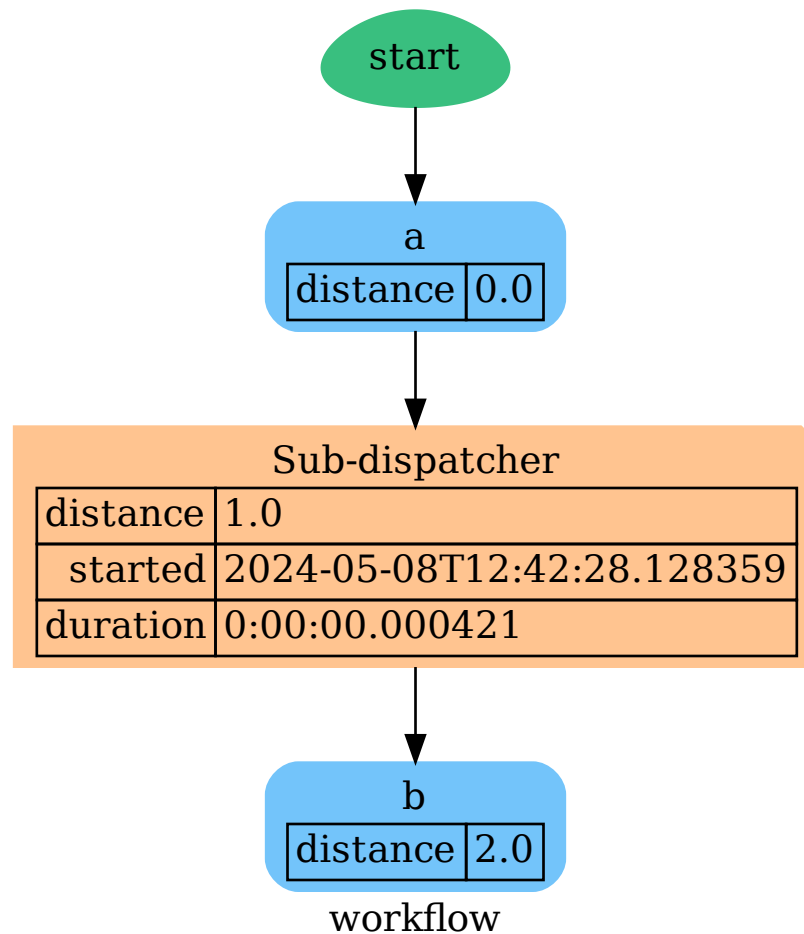 start
a
distance 0.0
Sub-dispatcher
distance 1.0
started 2024-05-08T12:42:28.128359
duration 0:00:00.000421
b
distance 2.0
workflow